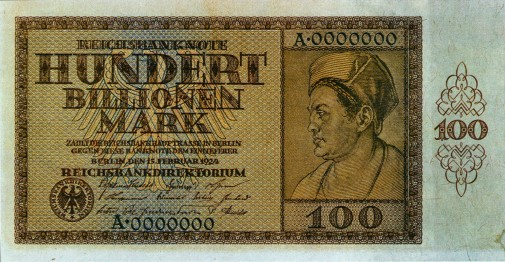 REICHSBANKNOTE
A·0000000
HUNDERT
BILLIONEN
MARK
ZAHLT DIE REICHSBANKHAUPTKASSE IN BERLIN
GEGEN DIESE BANKNOTE DEM EINLIEFERER
BERLIN, DEN 15. FEBRUAR 1924
REICHSBANKDIREKTORIUM
A·0000000
100
100